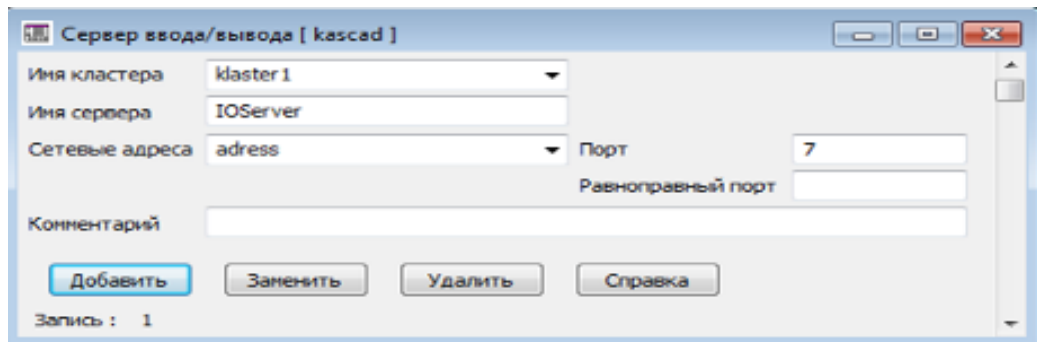 Сервер ввода/вывода [ kascad ]
Имя кластера klaster1
Имя сервера IOServer
Сетевые адреса adress Порт 7
Равноправный порт
Комментарий
Добавить Заменить Удалить Справка
Запись : 1